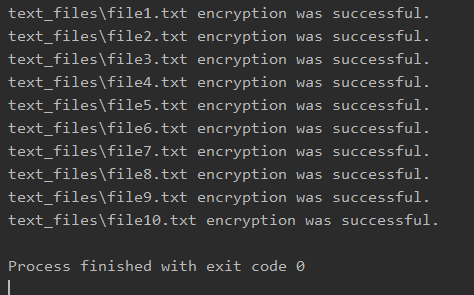 text_files\file1.txt encryption was successful.
text_files\file2.txt encryption was successful.
text_files\file3.txt encryption was successful.
text_files\file4.txt encryption was successful.
text_files\file5.txt encryption was successful.
text_files\file6.txt encryption was successful.
text_files\file7.txt encryption was successful.
text_files\file8.txt encryption was successful.
text_files\file9.txt encryption was successful.
text_files\file10.txt encryption was successful.
Process finished with exit code 0